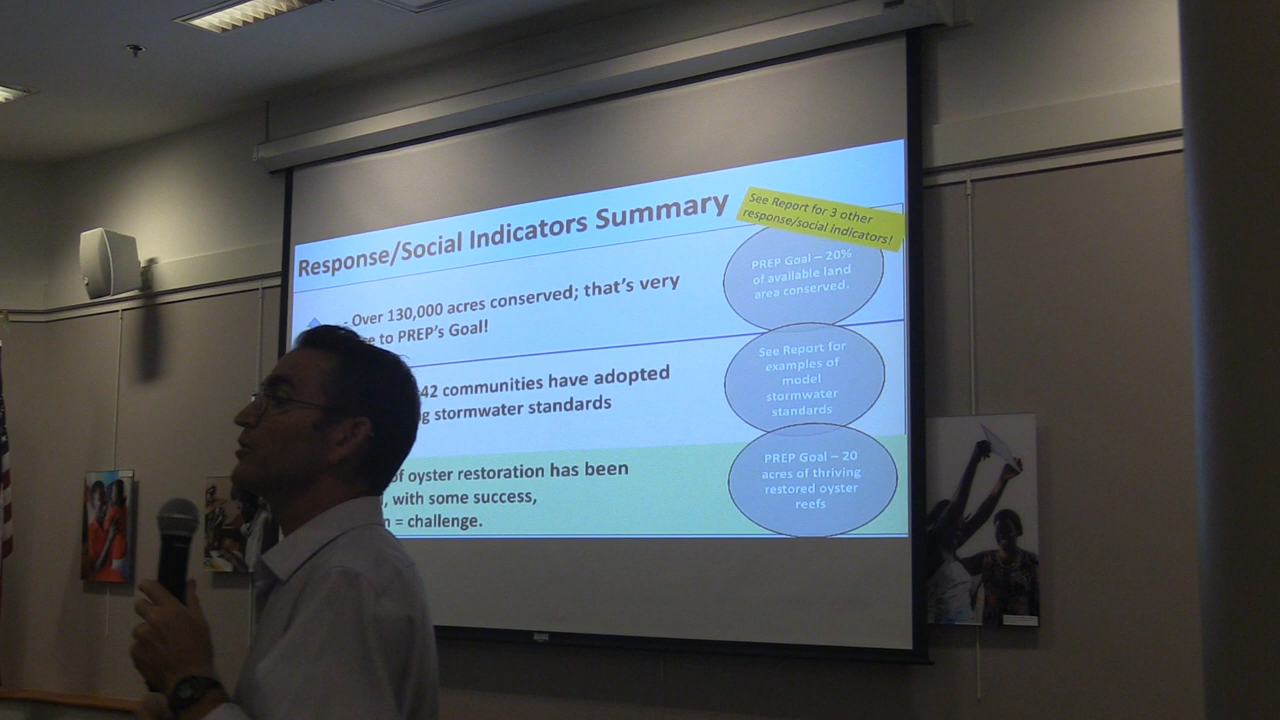 Response/Social Indicators Summary
See Report for 3 other
response/social indicators!
- Over 130,000 acres conserved; that's very
to PREP's Goal!
PREP Goal – 20%
of available land
area conserved.
42 communities have adopted
stormwater standards
See Report for
examples of
model
stormwater
standards
of oyster restoration has been
, with some success,
= challenge.
PREP Goal – 20
acres of thriving
restored oyster
reefs